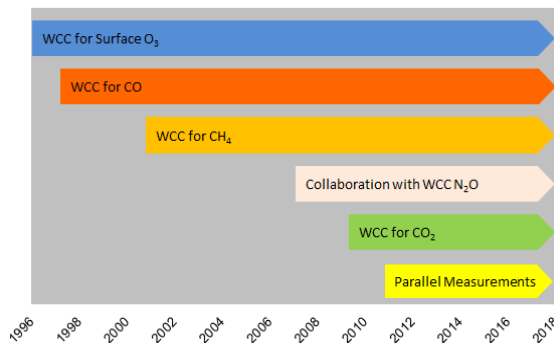 WCC for Surface O₃
WCC for CO
WCC for CH₄
Collaboration with WCC N₂O
WCC for CO₂
Parallel Measurements
1996 1998 2000 2002 2004 2006 2008 2010 2012 2014 2016 2018